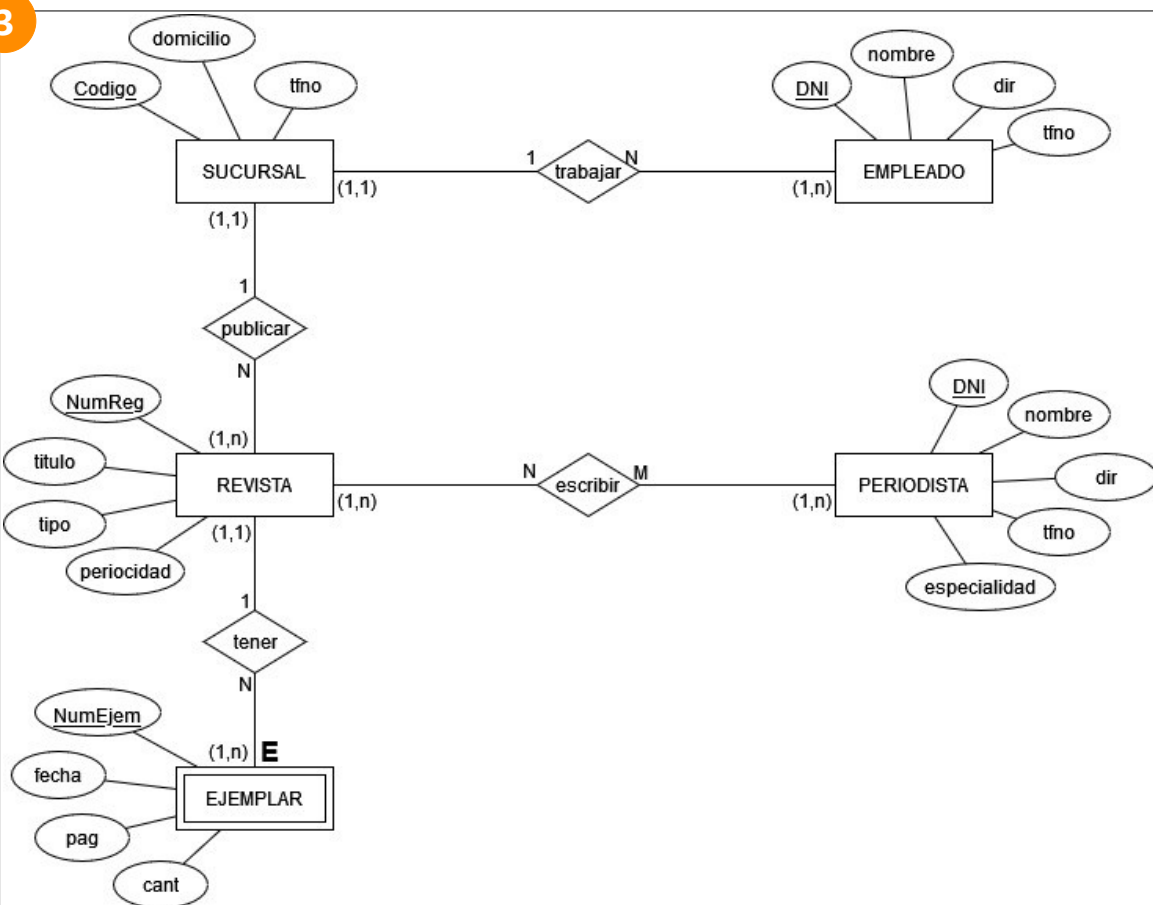 3
domicilio
Codigo
tfno
nombre
DNI
dir
tfno
SUCURSAL
1
trabajar
N
EMPLEADO
(1,1)
(1,n)
(1,1)
1
publicar
N
NumReg
titulo
tipo
periocidad
(1,n)
REVISTA
(1,n)
N
escribir
M
(1,n)
PERIODISTA
DNI
nombre
dir
tfno
especialidad
(1,1)
1
tener
N
NumEjem
fecha
pag
cant
(1,n)
E
EJEMPLAR